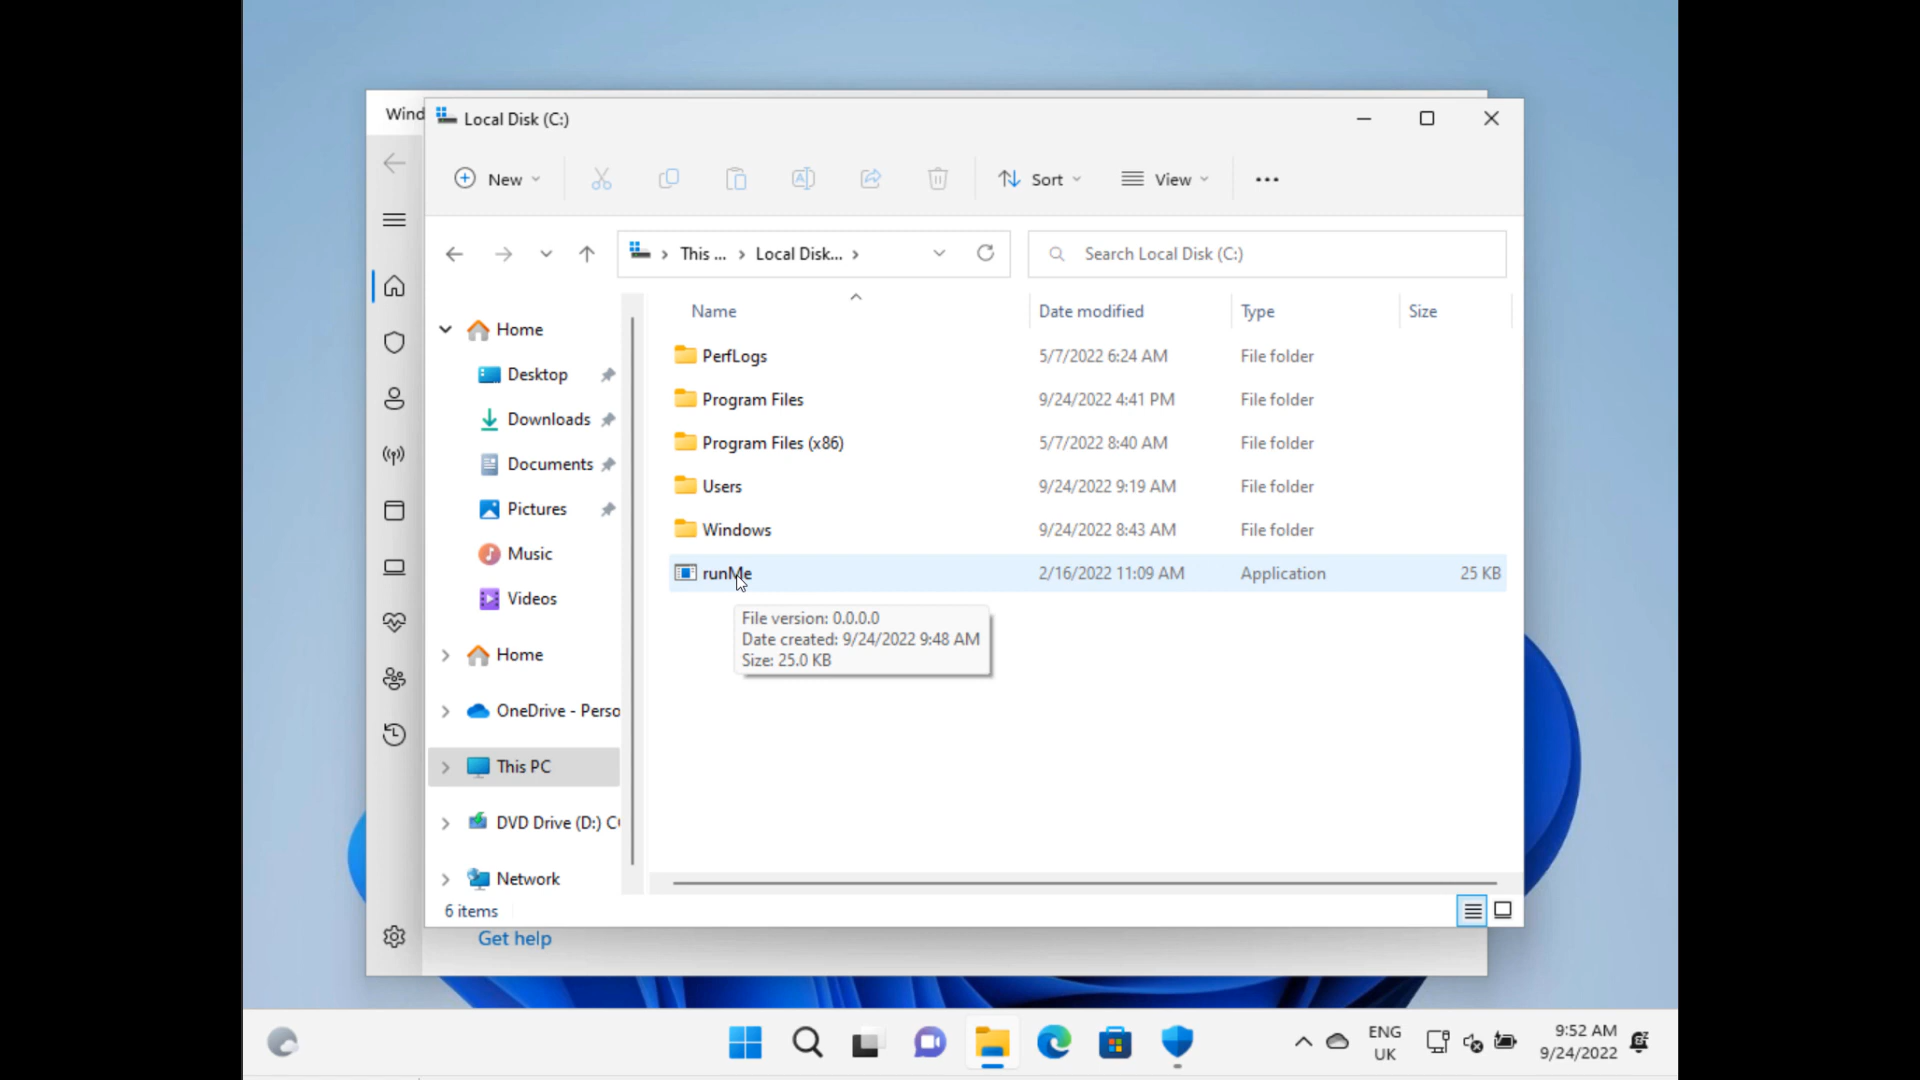 Wind
Local Disk (C:)
New
Sort
View
This ...
Local Disk...
Search Local Disk (C:)
Name
Date modified
Type
Size
Home
Desktop
Downloads
Documents
Pictures
Music
Videos
Home
OneDrive - Perso
This PC
DVD Drive (D:) C
Network
PerfLogs 5/7/2022 6:24 AM File folder
Program Files 9/24/2022 4:41 PM File folder
Program Files (x86) 5/7/2022 8:40 AM File folder
Users 9/24/2022 9:19 AM File folder
Windows 9/24/2022 8:43 AM File folder
runMe 2/16/2022 11:09 AM Application 25 KB
File version: 0.0.0.0
Date created: 9/24/2022 9:48 AM
Size: 25.0 KB
6 items
Get help
ENG
UK
9:52 AM
9/24/2022